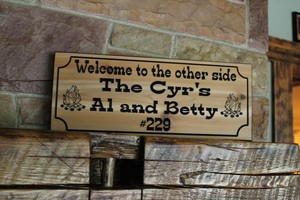 Welcome to the other side
The Cyr's
Al and Betty
#229